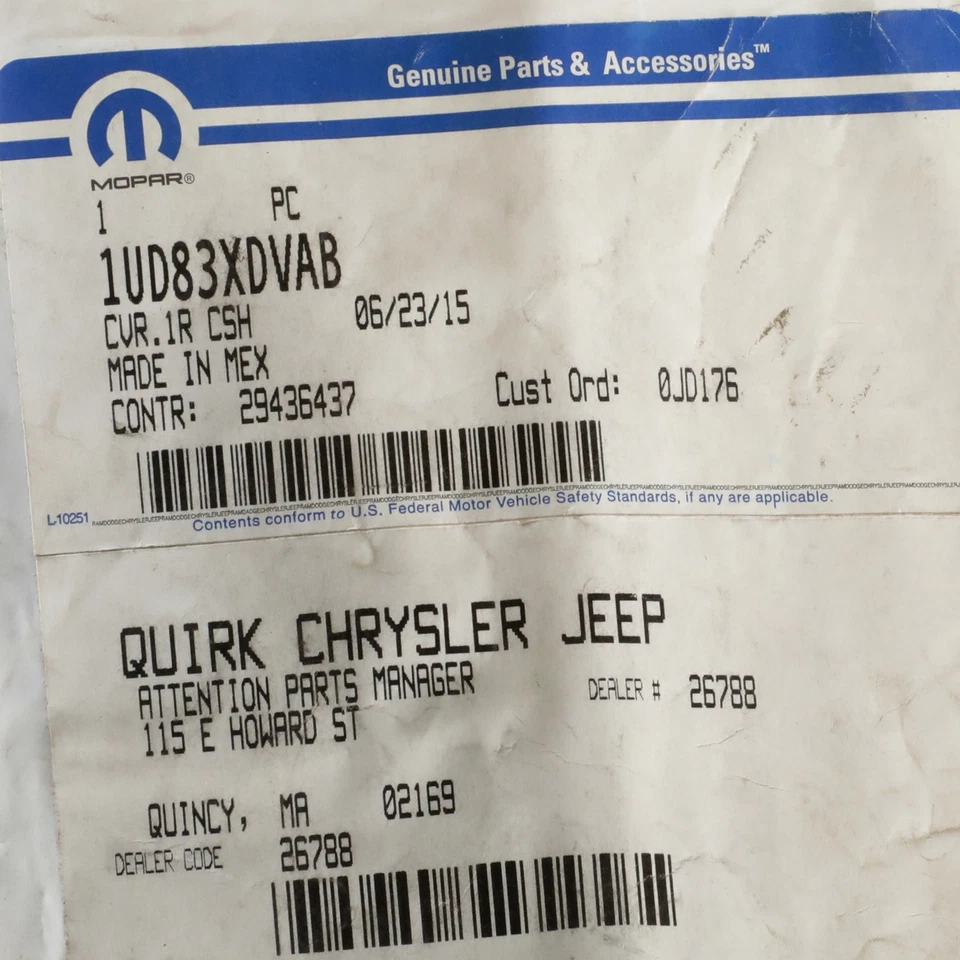 Genuine Parts & Accessories™
MOPAR®
1 PC
1UD83XDVAB
CVR.1R CSH 06/23/15
MADE IN MEX
CONTR: 29436437 Cust Ord: 0JD176
L-10251
Contents conform to U.S. Federal Motor Vehicle Safety Standards, if any are applicable.
QUIRK CHRYSLER JEEP
ATTENTION PARTS MANAGER DEALER # 26788
115 E HOWARD ST
QUINCY, MA 02169
DEALER CODE 26788